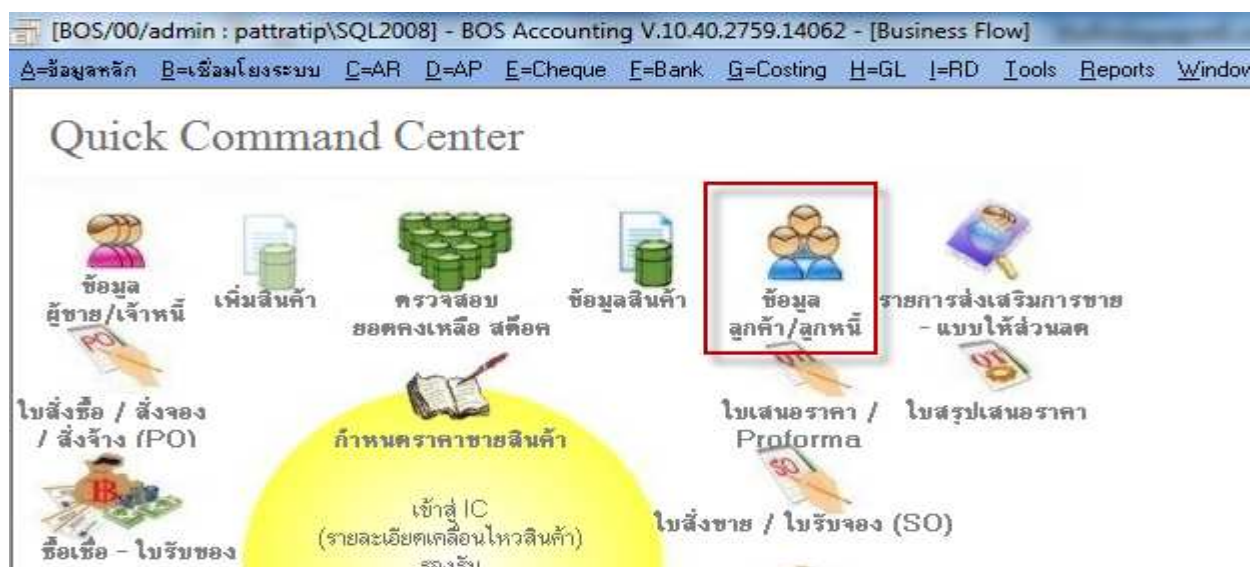 [BOS/00/admin : pattratip\SQL2008] - BOS Accounting V.10.40.2759.14062 - [Business Flow]
A=ข้อมูลหลัก B=เชื่อมโยงระบบ C=AR D=AP E=Cheque F=Bank G=Costing H=GL I=RD Tools Reports Window
Quick Command Center
ข้อมูล
ผู้ขาย/เจ้าหนี้
เพิ่มสินค้า
ตรวจสอบ
ยอดคงเหลือ สต๊อค
ข้อมูลสินค้า
ข้อมูล
ลูกค้า/ลูกหนี้
รายการส่งเสริมการขาย
- แบบให้ส่วนลด
PO
QT
QT
ใบสั่งซื้อ / สั่งจอง
/ สั่งจ้าง (PO)
กำหนดราคาขายสินค้า
ใบเสนอราคา /
Proforma
ใบสรุปเสนอราคา
SO
B
เข้าสู่ IC
(รายละเอียดเคลื่อนไหวสินค้า)
รองรับ
ใบสั่งขาย / ใบรับจอง (SO)
ซื้อเชื่อ - ใบรับของ